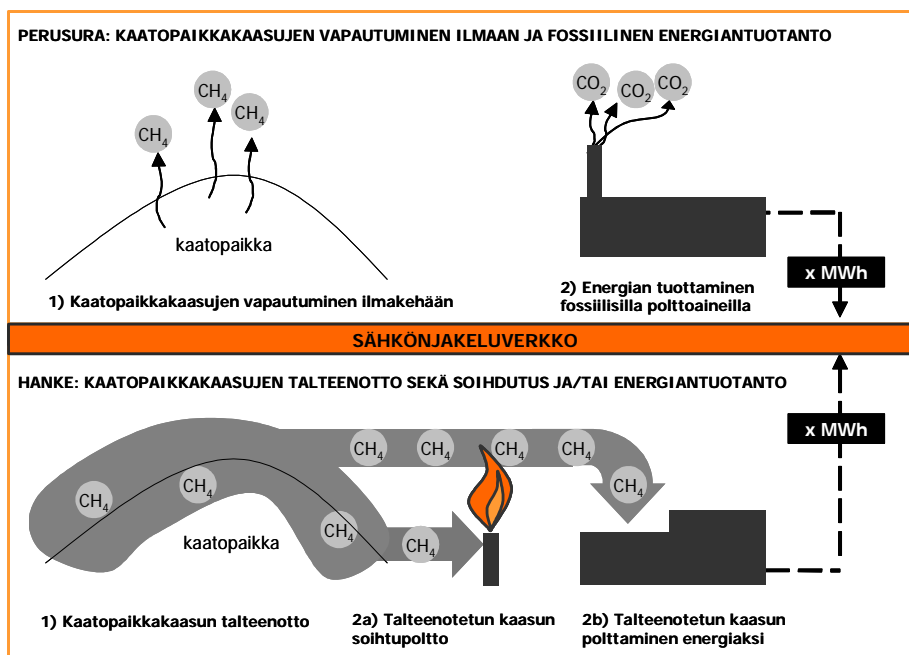 PERUSURA: KAATOPAIKKAKAASUJEN VAPAUTUMINEN ILMAAN JA FOSSIILINEN ENERGIANTUOTANTO
CH4
CH4
CH4
kaatopaikka
1) Kaatopaikkakaasujen vapautuminen ilmakehään
CO2
CO2
CO2
2) Energian tuottaminen
fossiilisilla polttoaineilla
x MWh
SÄHKÖNJAKELUVERKKO
HANKE: KAATOPAIKKAKAASUJEN TALTEENOTTO SEKÄ SOIHDUTUS JA/TAI ENERGIANTUOTANTO
x MWh
CH4
CH4
CH4
CH4
CH4
CH4
CH4
CH4
CH4
kaatopaikka
1) Kaatopaikkakaasun talteenotto
2a) Talteenotetun kaasun
soihtupoltto
2b) Talteenotetun kaasun
polttaminen energiaksi